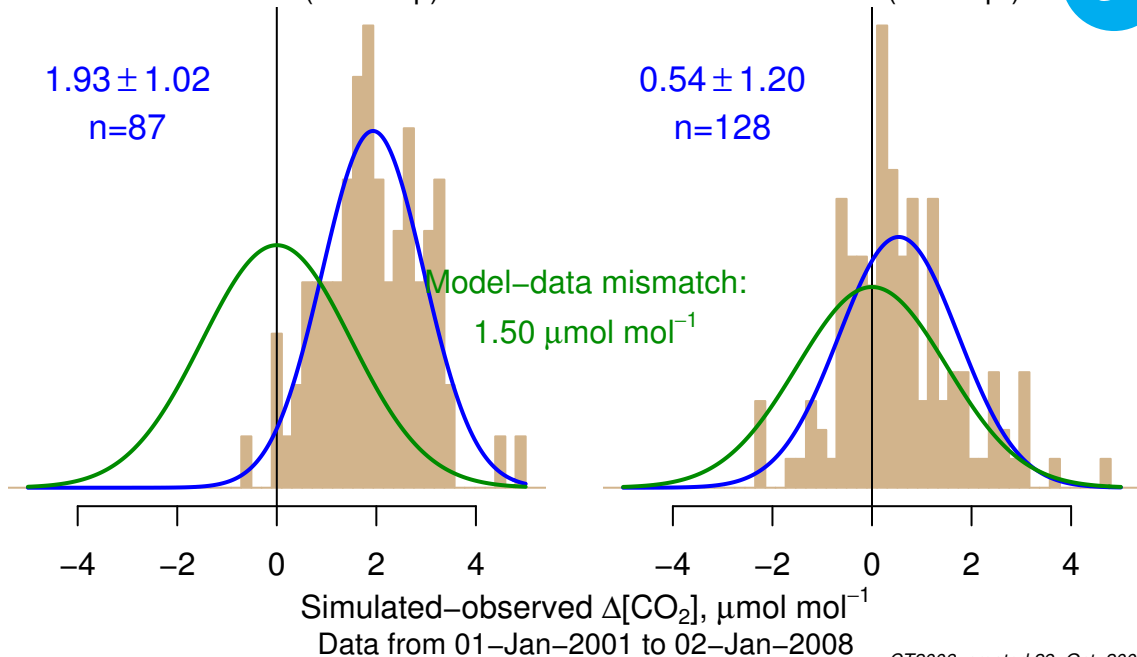 1.93 ± 1.02
n=87
0.54 ± 1.20
n=128
Model−data mismatch:
1.50 μmol mol⁻¹
−4 −2 0 2 4
−4 −2 0 2 4
Simulated−observed Δ[CO₂], μmol mol⁻¹
Data from 01−Jan−2001 to 02−Jan−2008